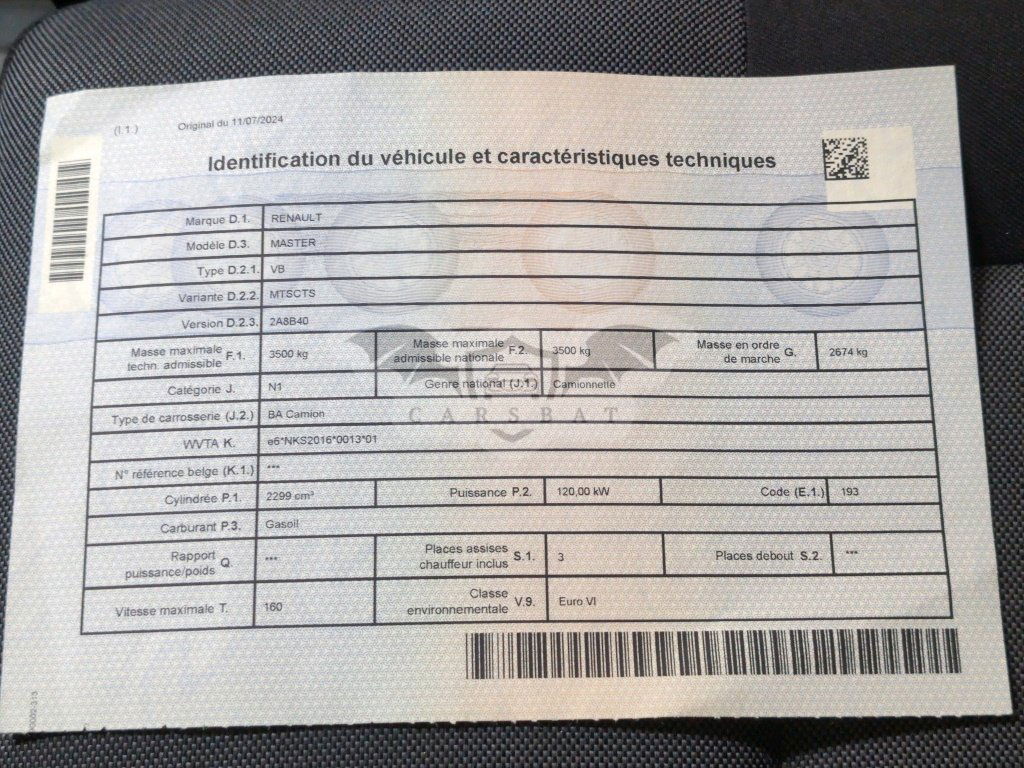 (I.1.) Original du 11/07/2024
Identification du véhicule et caractéristiques techniques
Marque D.1. RENAULT
Modèle D.3. MASTER
Type D.2.1. VB
Variante D.2.2. MTSCTS
Version D.2.3. 2A8B40
Masse maximale techn. admissible F.1. 3500 kg Masse maximale admissible nationale F.2. 3500 kg Masse en ordre de marche G. 2674 kg
Catégorie J. N1 Genre national (J.1.) Camionnette
Type de carrosserie (J.2.) BA Camion
CARSBAT
WVTA K. e6*NKS2016*0013*01
N° référence belge (K.1.) ***
Cylindrée P.1. 2299 cm³ Puissance P.2. 120,00 kW Code (E.1.) 193
Carburant P.3. Gasoil
Rapport puissance/poids Q. *** Places assises chauffeur inclus S.1. 3 Places debout S.2. ***
Vitesse maximale T. 160 Classe environnementale V.9. Euro VI